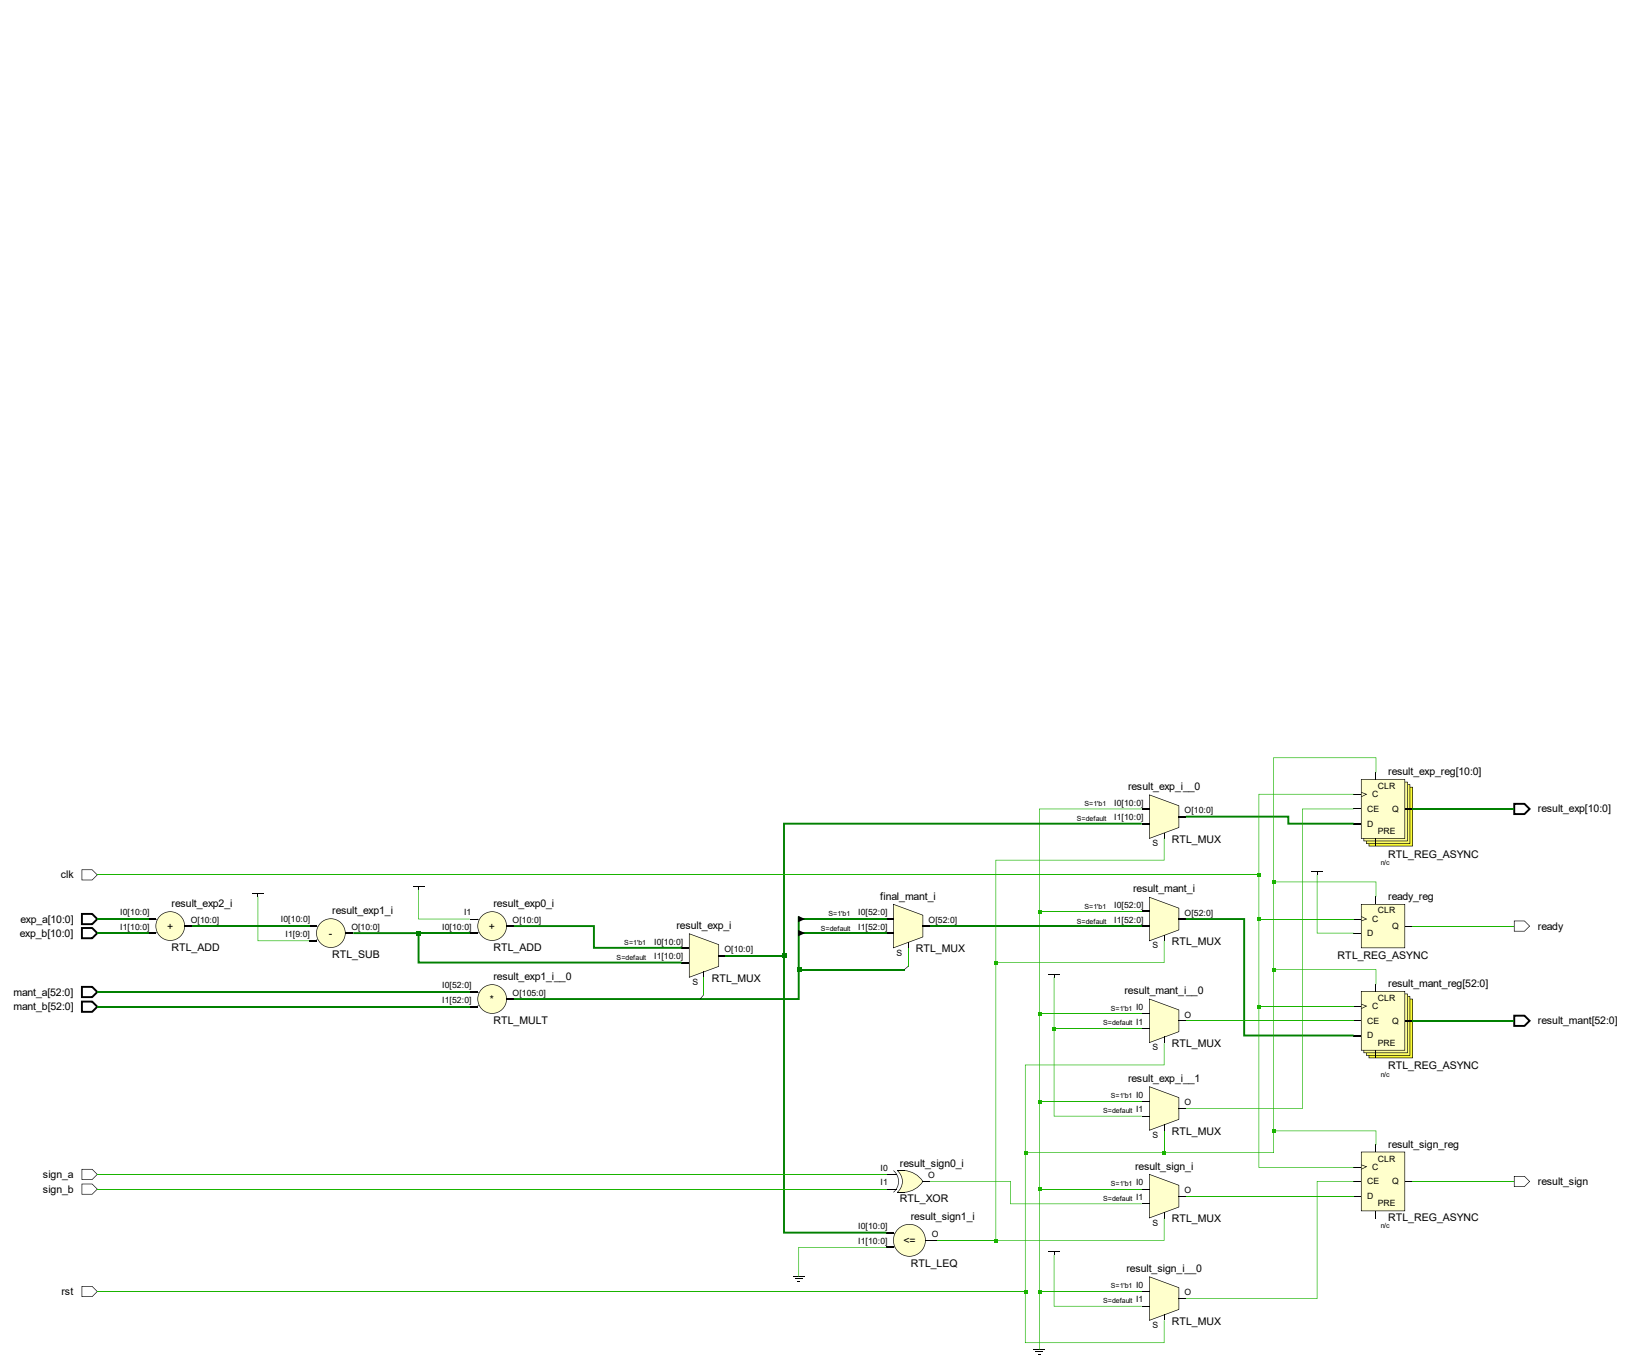 result_exp_reg[10:0]
CLR
C
CE
Q
D
PRE
n/c
RTL_REG_ASYNC
result_exp[10:0]
result_exp_i__0
S=1'b1 I0[10:0]
S=default I1[10:0]
O[10:0]
S
RTL_MUX
clk
exp_a[10:0]
exp_b[10:0]
result_exp2_i
I0[10:0]
I1[10:0]
+
O[10:0]
RTL_ADD
result_exp1_i
I0[10:0]
I1[9:0]
-
O[10:0]
RTL_SUB
result_exp0_i
I1
I0[10:0]
+
O[10:0]
RTL_ADD
result_exp_i
S=1'b1 I0[10:0]
S=default I1[10:0]
O[10:0]
S
RTL_MUX
final_mant_i
S=1'b1 I0[52:0]
S=default I1[52:0]
O[52:0]
S
RTL_MUX
result_mant_i
S=1'b1 I0[52:0]
S=default I1[52:0]
O[52:0]
S
RTL_MUX
ready_reg
CLR
C
Q
D
RTL_REG_ASYNC
ready
mant_a[52:0]
mant_b[52:0]
result_exp1_i__0
I0[52:0]
I1[52:0]
*
O[105:0]
RTL_MULT
result_mant_i__0
S=1'b1 I0
S=default I1
O
S
RTL_MUX
result_mant_reg[52:0]
CLR
C
CE
Q
D
PRE
n/c
RTL_REG_ASYNC
result_mant[52:0]
result_exp_i__1
S=1'b1 I0
S=default I1
O
S
RTL_MUX
sign_a
sign_b
result_sign0_i
I0
I1
O
RTL_XOR
result_sign_i
S=1'b1 I0
S=default I1
O
S
RTL_MUX
result_sign_reg
CLR
C
CE
Q
D
PRE
n/c
RTL_REG_ASYNC
result_sign
result_sign1_i
I0[10:0]
I1[10:0]
<=
O
RTL_LEQ
rst
result_sign_i__0
S=1'b1 I0
S=default I1
O
S
RTL_MUX